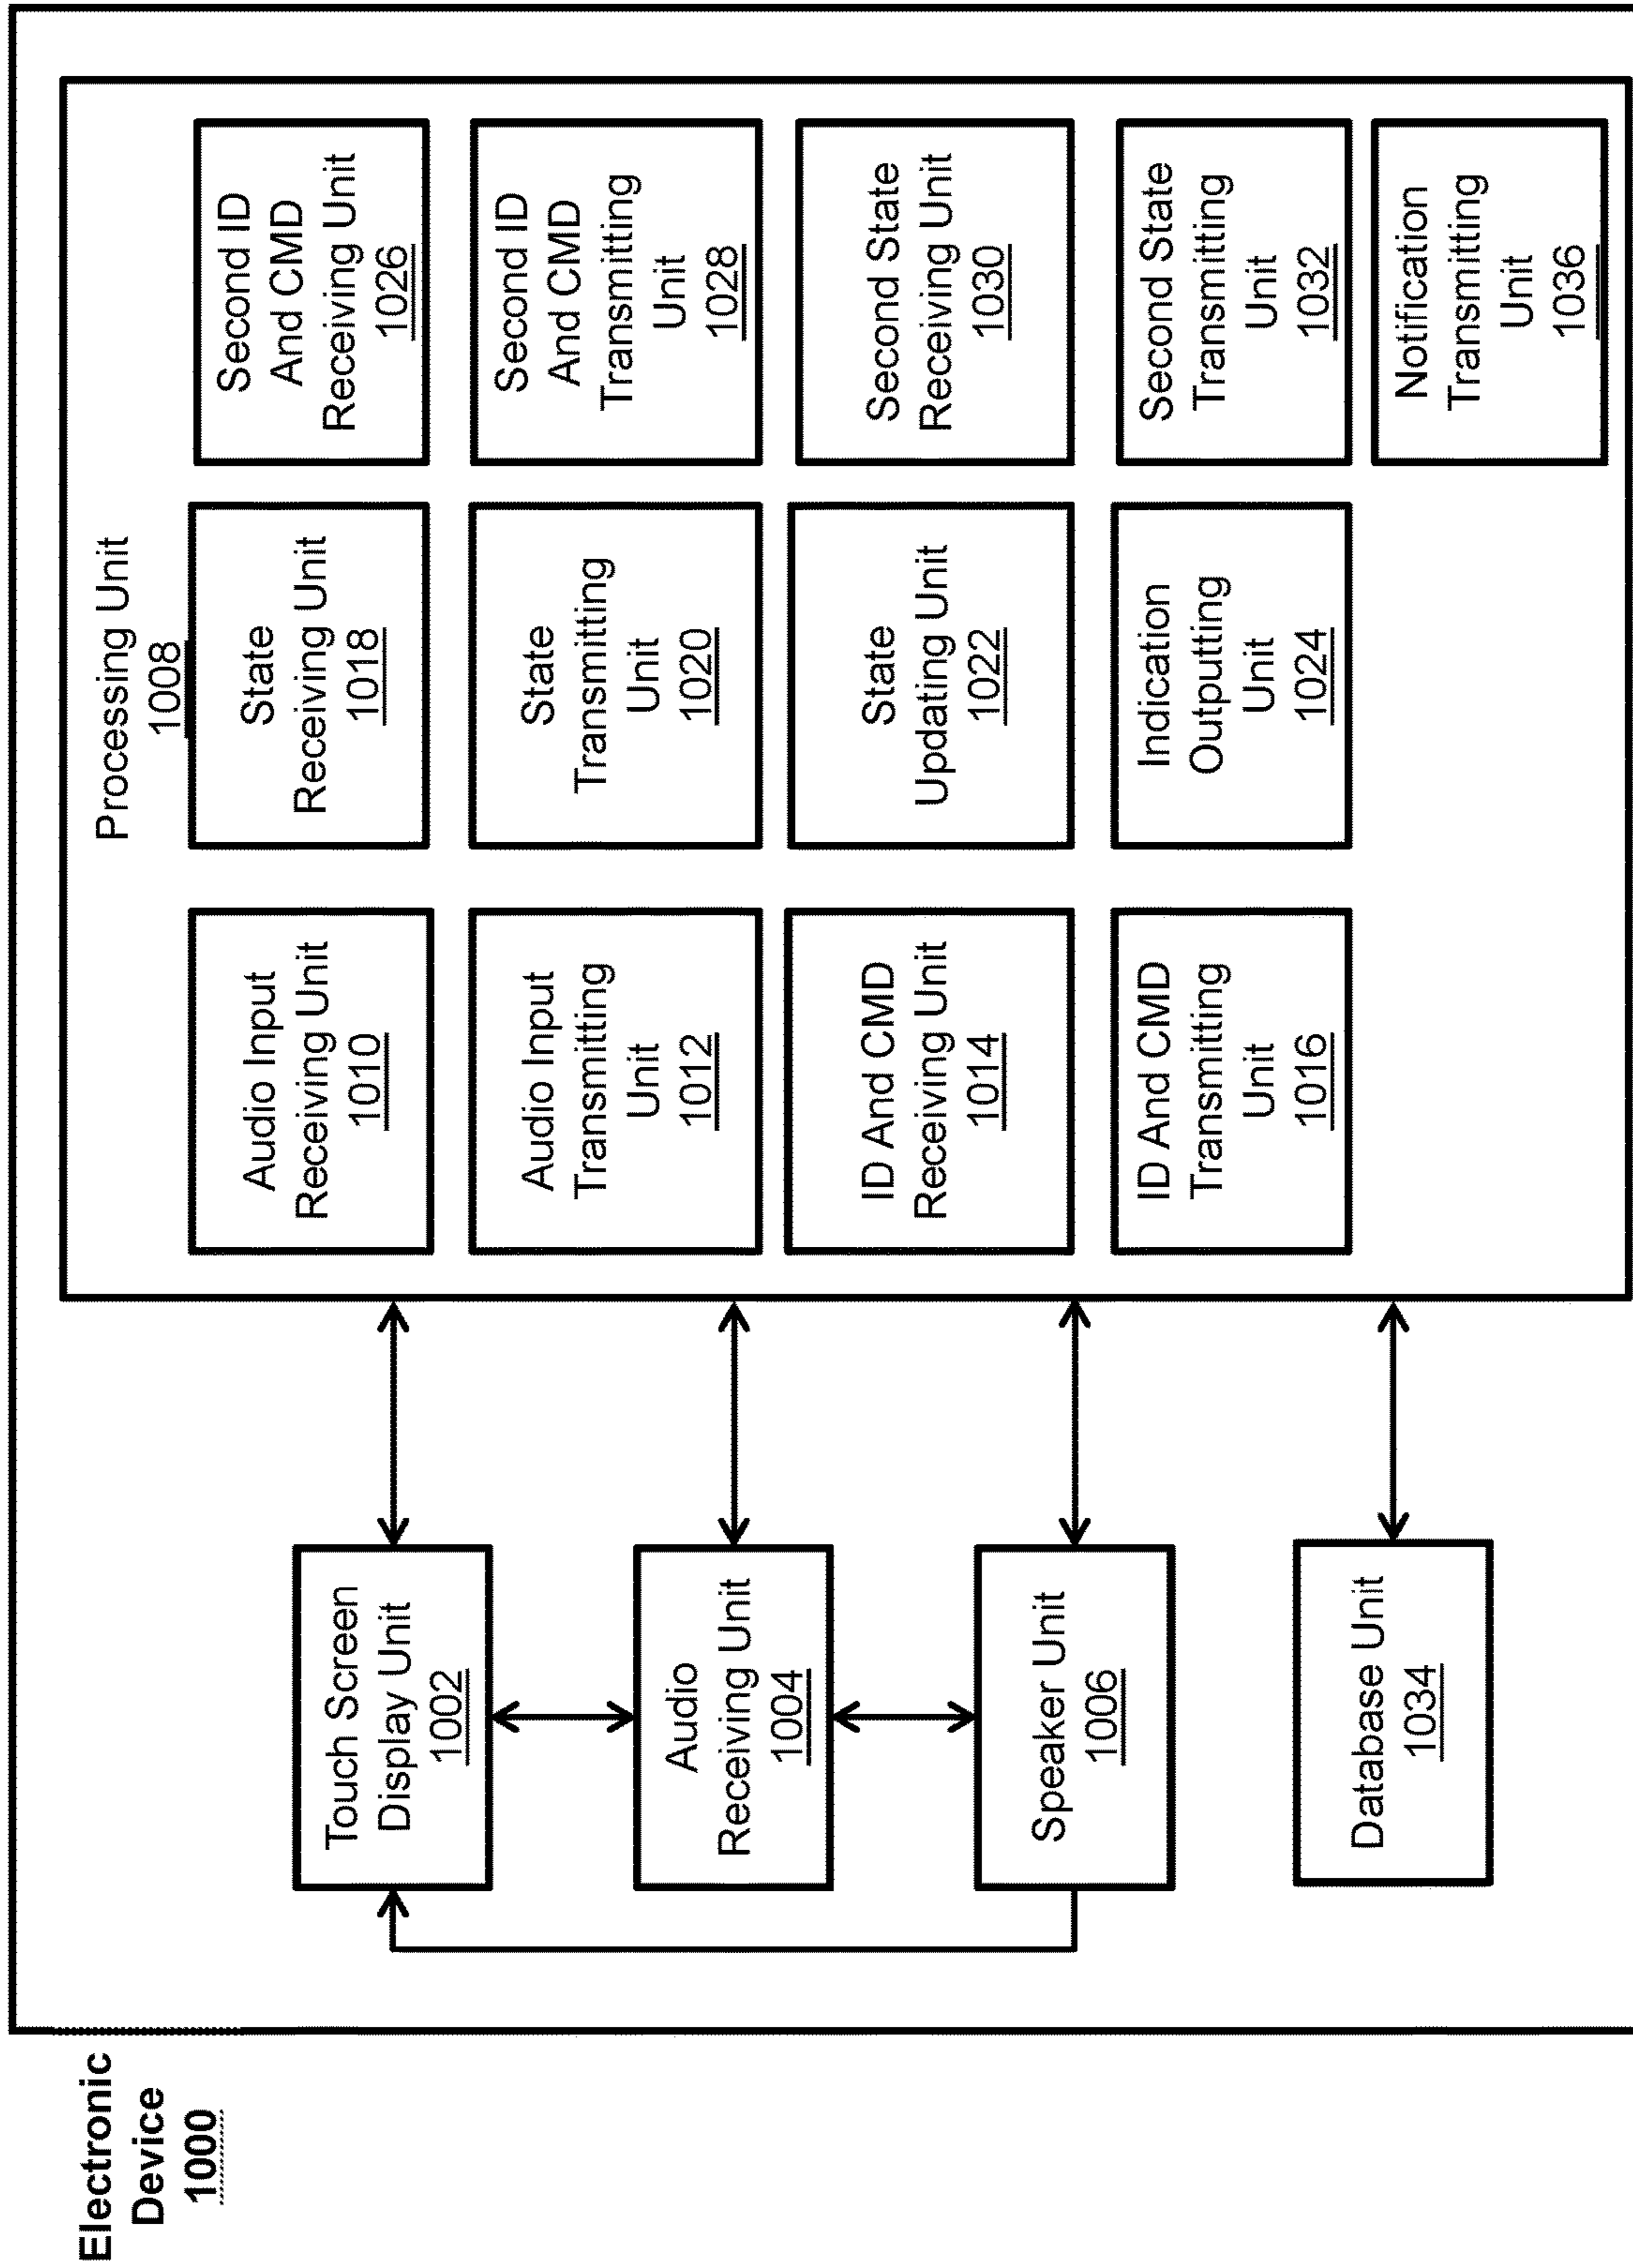 Electronic
Device
1000
Touch Screen
Display Unit
1002
Audio
Receiving Unit
1004
Speaker Unit
1006
Database Unit
1034
Processing Unit
1008
Audio Input
Receiving Unit
1010
Audio Input
Transmitting
Unit
1012
ID And CMD
Receiving Unit
1014
ID And CMD
Transmitting
Unit
1016
State
Receiving Unit
1018
State
Transmitting
Unit
1020
State
Updating Unit
1022
Indication
Outputting
Unit
1024
Second ID
And CMD
Receiving Unit
1026
Second ID
And CMD
Transmitting
Unit
1028
Second State
Receiving Unit
1030
Second State
Transmitting
Unit
1032
Notification
Transmitting
Unit
1036